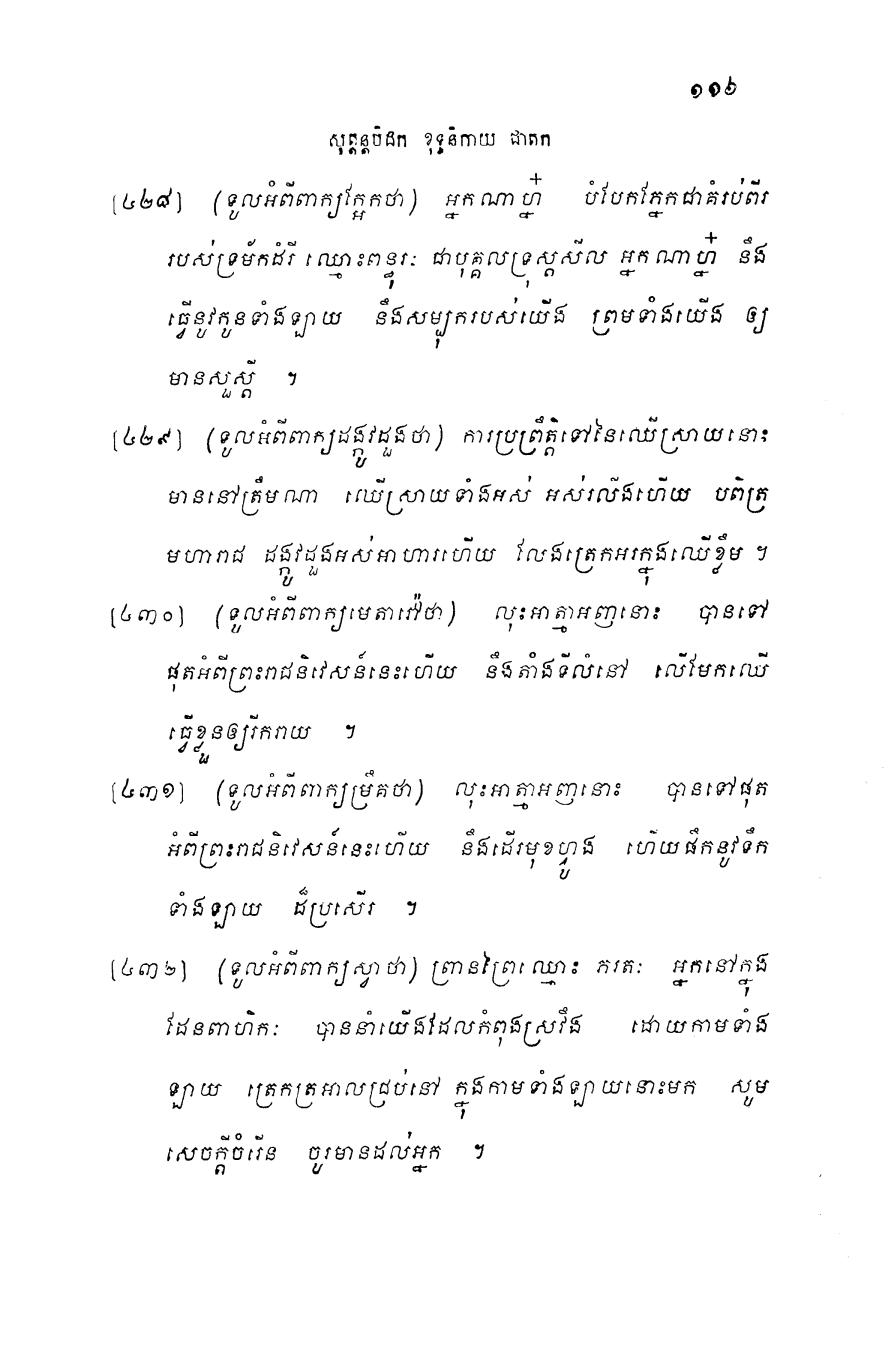 ១១៦
សុត្តន្តបិដក ខុទ្ទនិកាយ ជាតក
[៤២៨] (ទូលអំពីពាក្យក្អែកថា) អ្នកណាហ្ន៎ បំបែកភ្នែកជាគំរប់ពីរ
របស់ទ្រម័កដំរី ឈ្មោះពន្ធុរៈ ជាបុគ្គលទ្រុស្តសីល អ្នកណាហ្ន៎ នឹង
ធ្វើនូវកូនទាំងឡាយ នឹងសម្បុករបស់យើង ព្រមទាំងយើង ឲ្យ
មានសួស្តី ។
[៤២៩] (ទូលអំពីពាក្យដង្កូវដួងថា) ការប្រព្រឹត្តិទៅនៃឈើស្រាយនោះ
មាននៅត្រឹមណា ឈើស្រាយទាំងអស់ អស់រលីងហើយ បពិត្រ
មហារាជ ដង្កូវដួងអស់អាហារហើយ លែងត្រេកអរក្នុងឈើខ្ទឹម ។
[៤៣០] (ទូលអំពីពាក្យមេតាវៅថា) លុះអាត្មាអញនោះ បានទៅ
ផុតអំពីព្រះរាជនិវេសន៍នេះហើយ នឹងតាំងទីលំនៅ លើមែកឈើ
ធ្វើខ្លួនឲ្យរីករាយ ។
[៤៣១] (ទូលអំពីពាក្យម្រឹគថា) លុះអាត្មាអញនោះ បានទៅផុត
អំពីព្រះរាជនិវេសន៍នេះហើយ នឹងដើរមុខហ្វូង ហើយផឹកនូវទឹក
ទាំងឡាយ ដ៏ប្រសើរ ។
[៤៣២] (ទូលអំពីពាក្យស្វាថា) ព្រានព្រៃឈ្មោះ ភរតៈ អ្នកនៅក្នុង
ដែនពាហិកៈ បាននាំយើងដែលកំពុងស្រវឹង ដោយកាមទាំង
ឡាយ ត្រេកត្រអាលជ្រប់នៅ ក្នុងកាមទាំងឡាយនោះមក សូម
សេចក្តីចំរើន ចូរមានដល់អ្នក ។